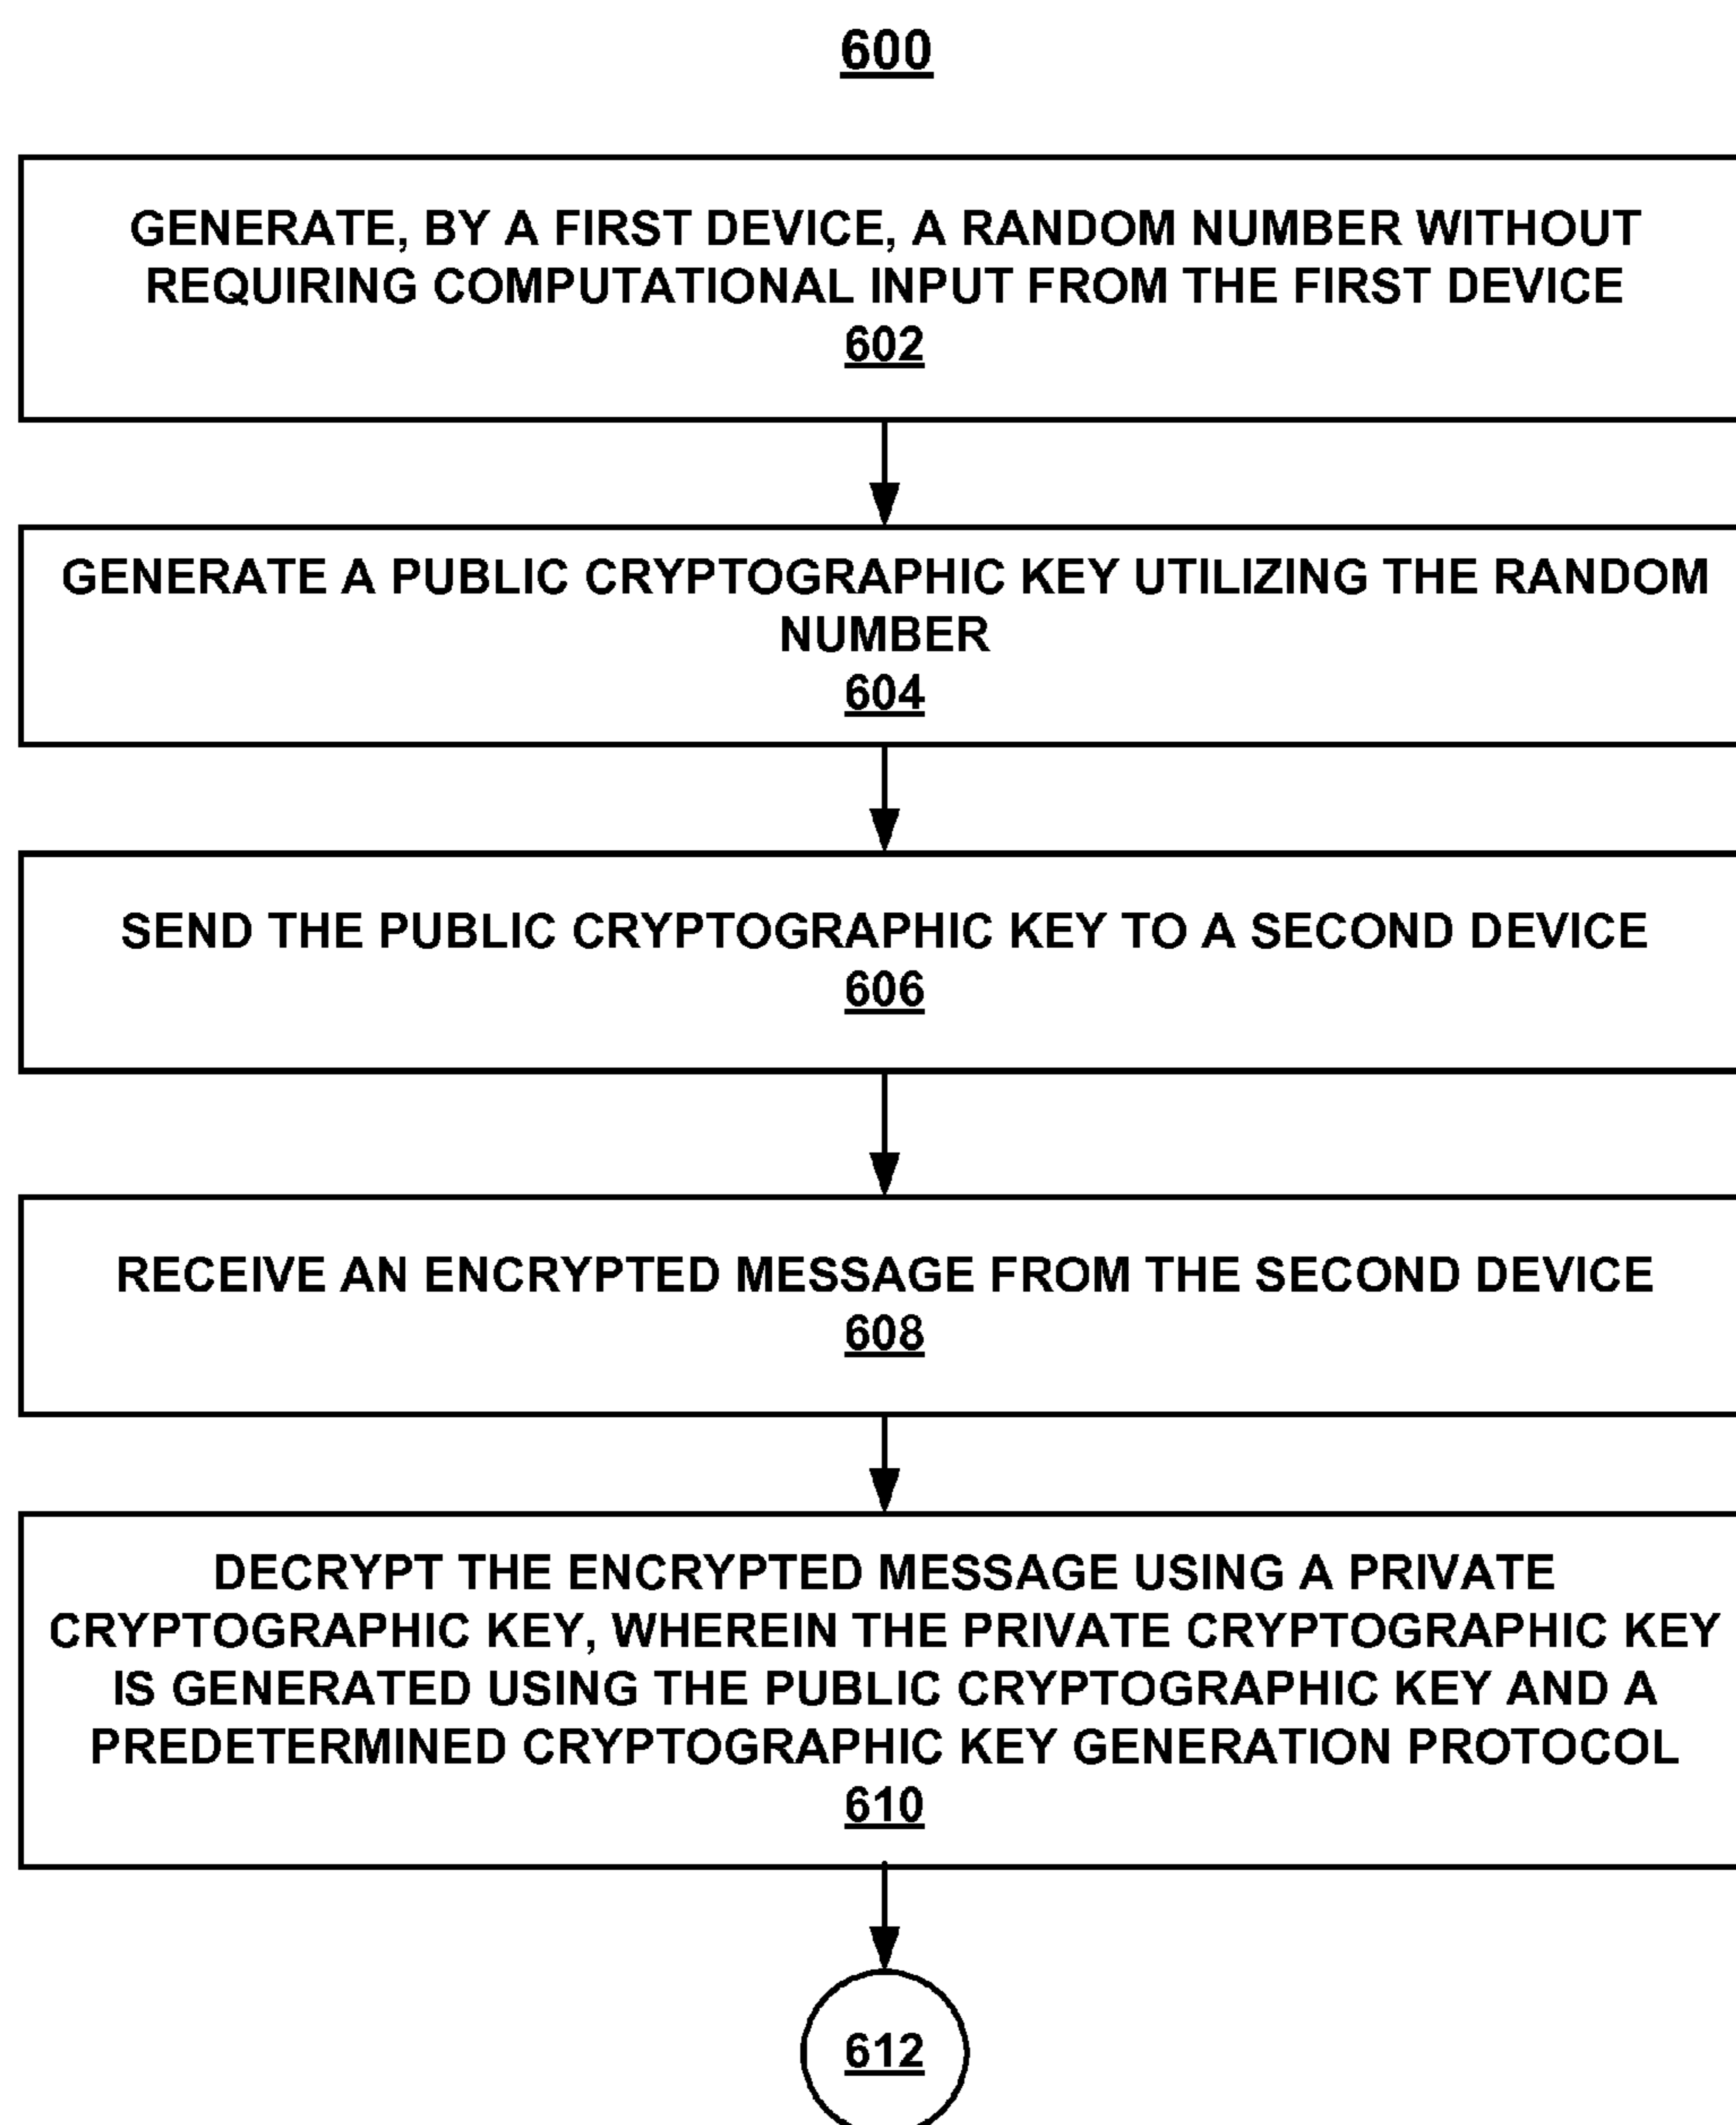 600
GENERATE, BY A FIRST DEVICE, A RANDOM NUMBER WITHOUT
REQUIRING COMPUTATIONAL INPUT FROM THE FIRST DEVICE
602
GENERATE A PUBLIC CRYPTOGRAPHIC KEY UTILIZING THE RANDOM
NUMBER
604
SEND THE PUBLIC CRYPTOGRAPHIC KEY TO A SECOND DEVICE
606
RECEIVE AN ENCRYPTED MESSAGE FROM THE SECOND DEVICE
608
DECRYPT THE ENCRYPTED MESSAGE USING A PRIVATE
CRYPTOGRAPHIC KEY, WHEREIN THE PRIVATE CRYPTOGRAPHIC KEY
IS GENERATED USING THE PUBLIC CRYPTOGRAPHIC KEY AND A
PREDETERMINED CRYPTOGRAPHIC KEY GENERATION PROTOCOL
610
612